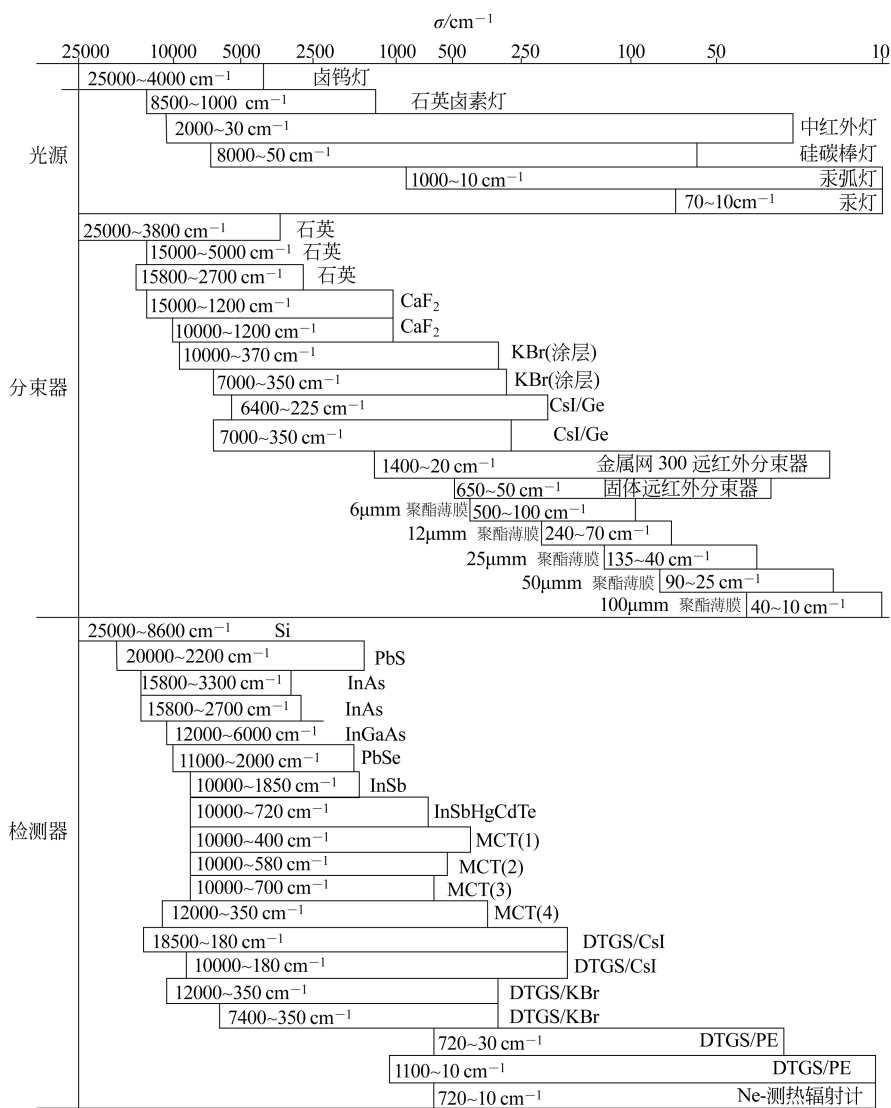 σ/cm⁻¹
25000 10000 5000 2500 1000 500 250 100 50 10
光源
25000~4000 cm⁻¹ 卤钨灯
8500~1000 cm⁻¹ 石英卤素灯
2000~30 cm⁻¹ 中红外灯
8000~50 cm⁻¹ 硅碳棒灯
1000~10 cm⁻¹ 汞弧灯
70~10cm⁻¹ 汞灯
分束器
25000~3800 cm⁻¹ 石英
15000~5000 cm⁻¹ 石英
15800~2700 cm⁻¹ 石英
15000~1200 cm⁻¹ CaF₂
10000~1200 cm⁻¹ CaF₂
10000~370 cm⁻¹ KBr(涂层)
7000~350 cm⁻¹ KBr(涂层)
6400~225 cm⁻¹ CsI/Ge
7000~350 cm⁻¹ CsI/Ge
1400~20 cm⁻¹ 金属网 300 远红外分束器
650~50 cm⁻¹ 固体远红外分束器
6μmm 聚酯薄膜 500~100 cm⁻¹
12μmm 聚酯薄膜 240~70 cm⁻¹
25μmm 聚酯薄膜 135~40 cm⁻¹
50μmm 聚酯薄膜 90~25 cm⁻¹
100μmm 聚酯薄膜 40~10 cm⁻¹
检测器
25000~8600 cm⁻¹ Si
20000~2200 cm⁻¹ PbS
15800~3300 cm⁻¹ InAs
15800~2700 cm⁻¹ InAs
12000~6000 cm⁻¹ InGaAs
11000~2000 cm⁻¹ PbSe
10000~1850 cm⁻¹ InSb
10000~720 cm⁻¹ InSbHgCdTe
10000~400 cm⁻¹ MCT(1)
10000~580 cm⁻¹ MCT(2)
10000~700 cm⁻¹ MCT(3)
12000~350 cm⁻¹ MCT(4)
18500~180 cm⁻¹ DTGS/CsI
10000~180 cm⁻¹ DTGS/CsI
12000~350 cm⁻¹ DTGS/KBr
7400~350 cm⁻¹ DTGS/KBr
720~30 cm⁻¹ DTGS/PE
1100~10 cm⁻¹ DTGS/PE
720~10 cm⁻¹ Ne-测热辐射计